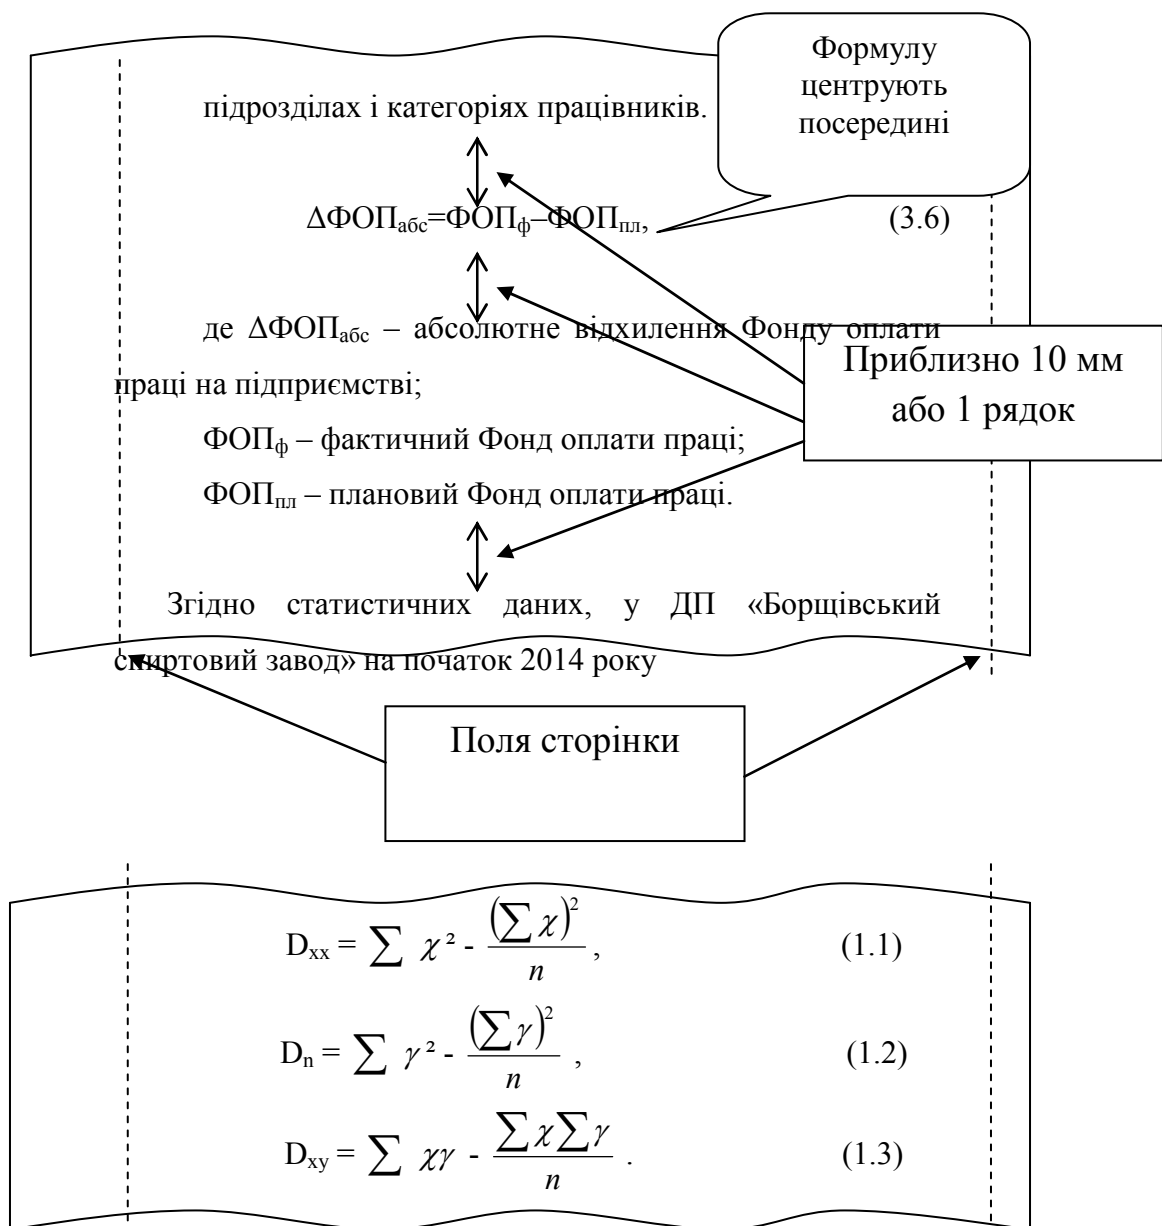 Формулу
центрують
посередині
підрозділах і категоріях працівників.
ΔФОПабс=ФОПф–ФОПпл, (3.6)
де ΔФОПабс – абсолютне відхилення Фонду оплати
праці на підприємстві;
Приблизно 10 мм
або 1 рядок
ФОПф – фактичний Фонд оплати праці;
ФОПпл – плановий Фонд оплати праці.
Згідно статистичних даних, у ДП «Борщівський
спиртовий завод» на початок 2014 року
Поля сторінки
Dxx = ∑ χ² - (∑χ)²/n , (1.1)
Dn = ∑ γ² - (∑γ)²/n , (1.2)
Dxy = ∑ χγ - ∑χ∑γ/n . (1.3)